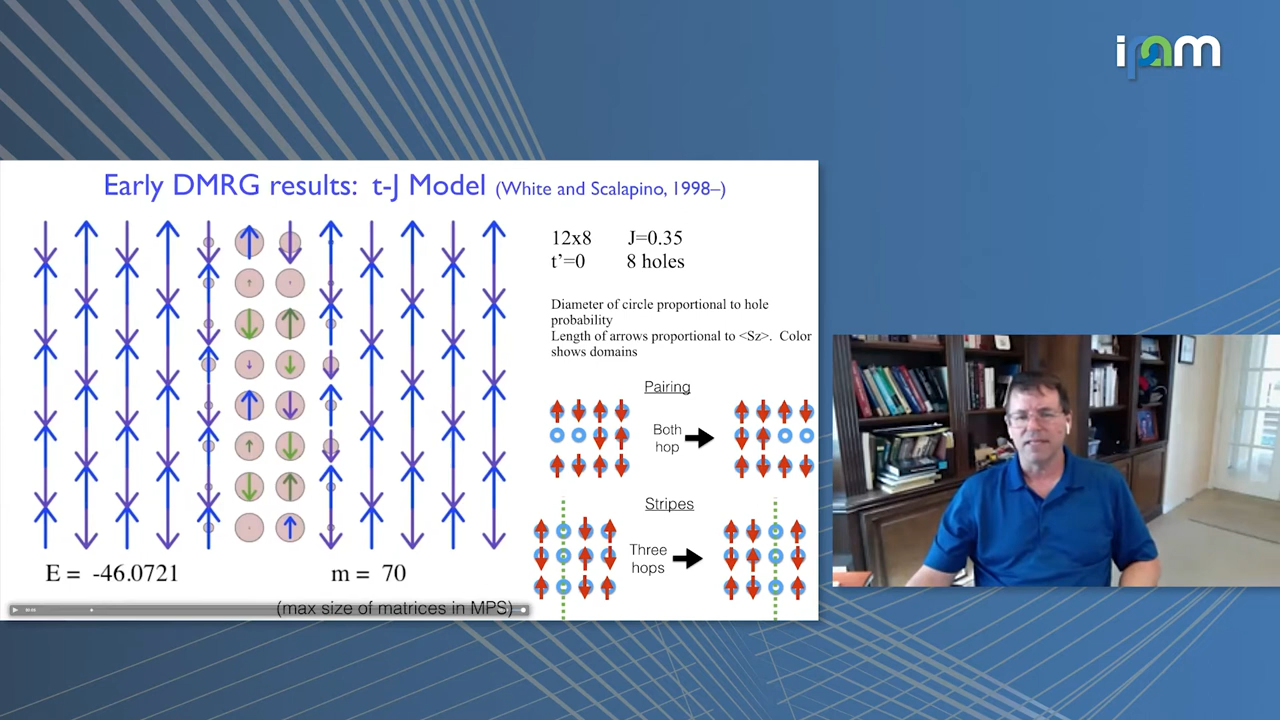 ipam
Early DMRG results: t-J Model (White and Scalapino, 1998–)
12x8 J=0.35
t'=0 8 holes
Diameter of circle proportional to hole
probability
Length of arrows proportional to <Sz>. Color
shows domains
Pairing
Both
hop
Stripes
Three
hops
E = -46.0721 m = 70
(max size of matrices in MPS)